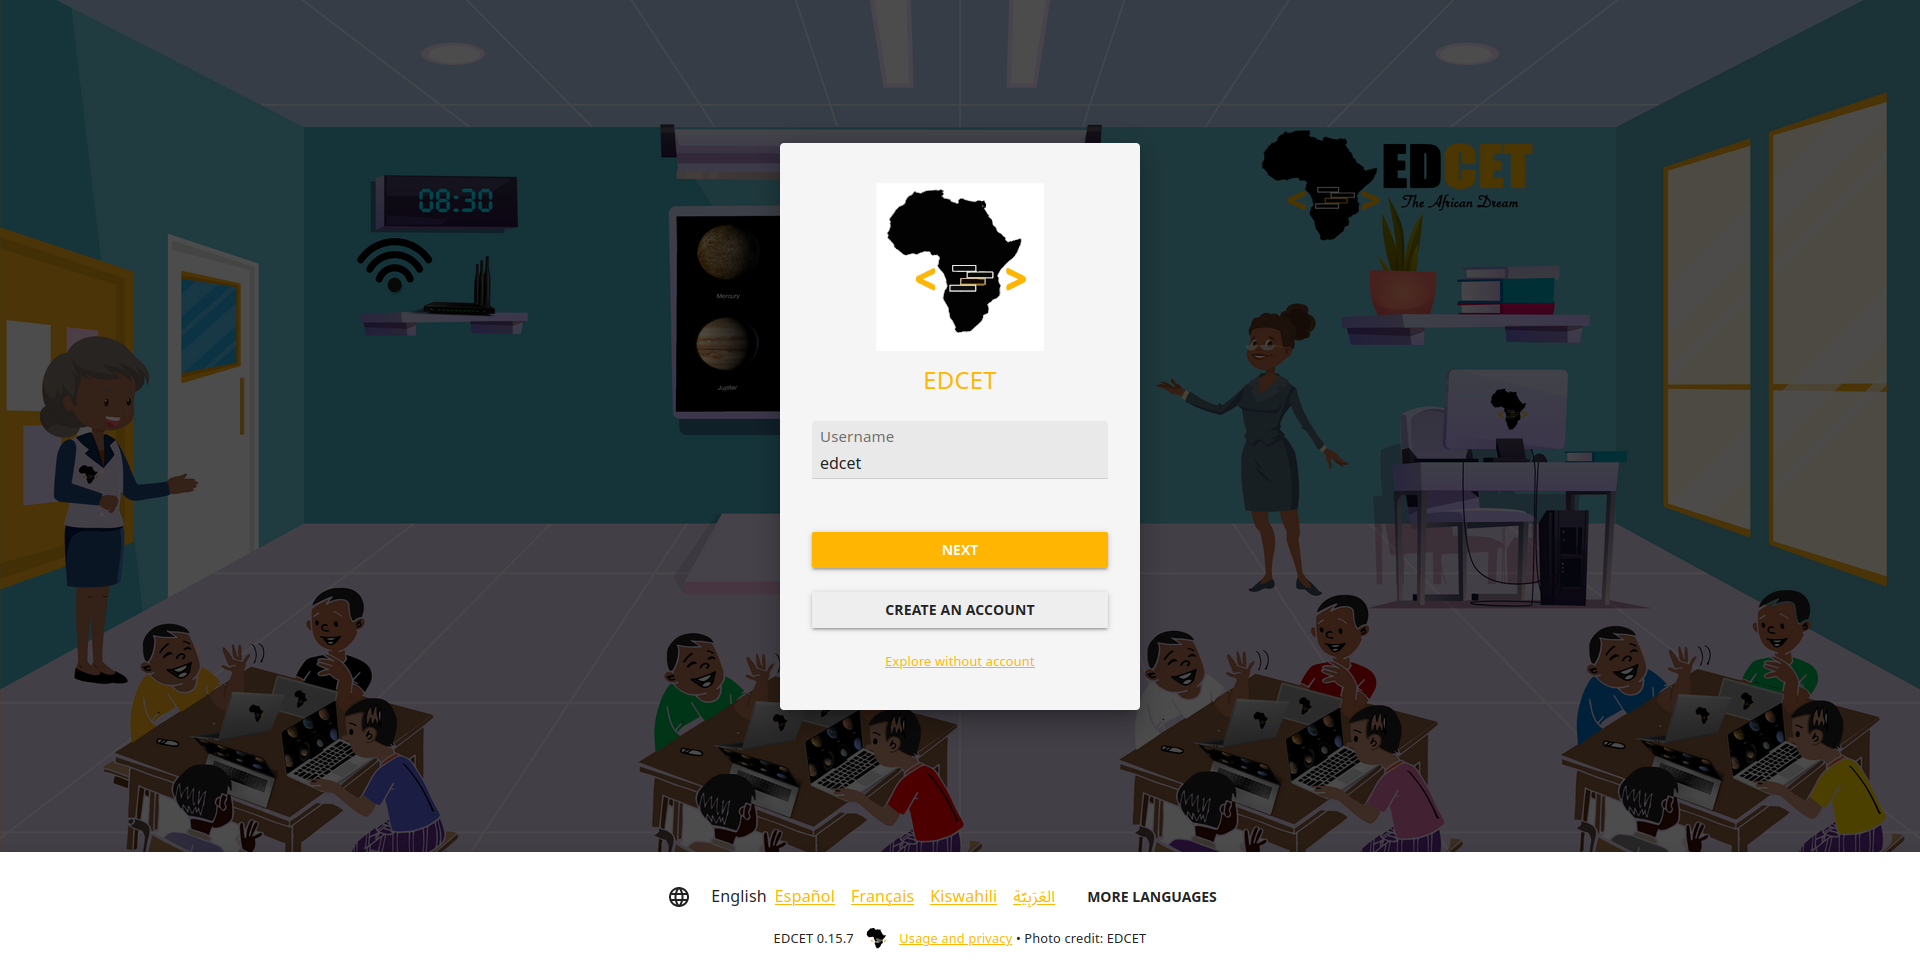 08:30
EDCET
The African Dream
Mercury
Jupiter
< >
EDCET
Username
edcet
NEXT
CREATE AN ACCOUNT
Explore without account
English Español Français Kiswahili العَرَبِيَّة MORE LANGUAGES
EDCET 0.15.7 Usage and privacy • Photo credit: EDCET